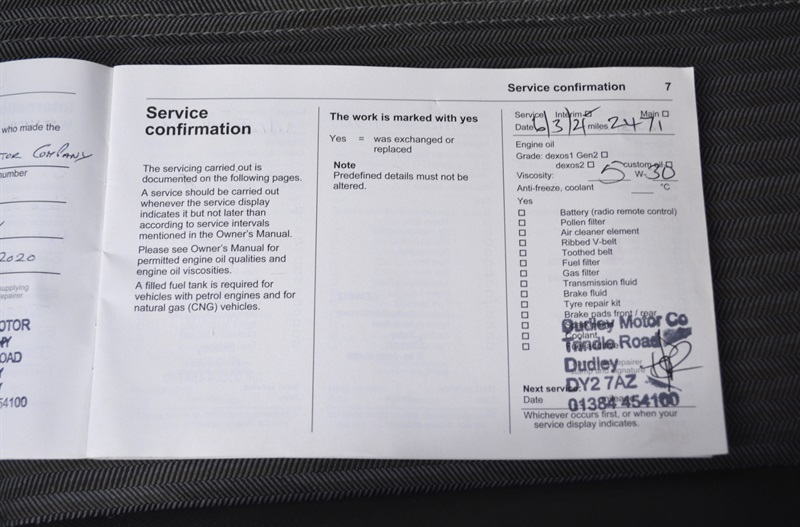 who made the
TOR COMPANY
number
2020
supplying
repairer
OTOR
OAD
54100
Service confirmation 7
Service
confirmation
The servicing carried out is
documented on the following pages.
A service should be carried out
whenever the service display
indicates it but not later than
according to service intervals
mentioned in the Owner's Manual.
Please see Owner's Manual for
permitted engine oil qualities and
engine oil viscosities.
A filled fuel tank is required for
vehicles with petrol engines and for
natural gas (CNG) vehicles.
The work is marked with yes
Yes = was exchanged or
replaced
Note
Predefined details must not be
altered.
Service: Interim Main
Date 6/3/21 miles 2471
Engine oil
Grade: dexos1 Gen2
dexos2 custom oil
Viscosity: 5 W- 30
Anti-freeze, coolant °C
Yes
Battery (radio remote control)
Pollen filter
Air cleaner element
Ribbed V-belt
Toothed belt
Fuel filter
Gas filter
Transmission fluid
Brake fluid
Tyre repair kit
Brake pads front / rear
Coolant
Dudley Motor Co
Trindle Road
Dudley
DY2 7AZ
01384 454100
Next service:
Date
Whichever occurs first, or when your
service display indicates.